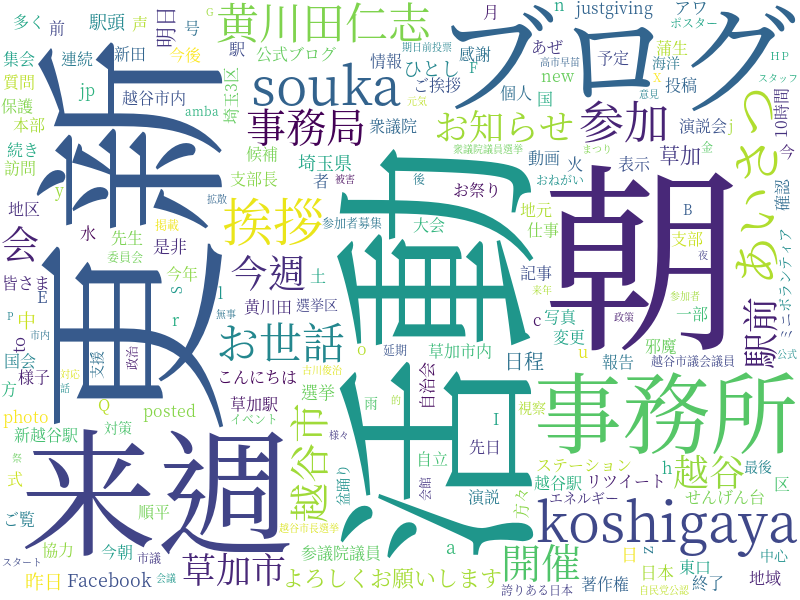 多く
駅頭
声
明日
号
黄川田仁志
駅
公式ブログ
情報
期日前投票
ひとし
感謝
F
ご挨拶
月
n
justgiving
アワ
ポスター
あぜ
高市早苗
new
個人
国
予定
海洋
蒲生
投稿
HP
X
スタッフ
意見
ブログ
集会
前
連続
新田
今後
質問
jp
保護
越谷市内
amba
埼玉3区
本部
続き
訪問
y
更新
souka
元気
衆議院
事務局
お知らせ
参加
演説会
j
10時間
今
金
衆議院議員選挙
まつり
動画
火
表示
草加
あいさつ
確認
候補
埼玉県
支部長
者
被害
後
お祭り
おねがい
地元
仕事
B
支部
夜
ミニボランティア
地区
水
先生
委員会
掲載
是非
拡散
参加者募集
大会
挨拶
会
皆さま
E
今年
s
r
l
土
無事
今週
黄川田
選挙区
活動
朝
記事
来年
写真
c
政策
参加者
一部
駅前
中
to
P
市内
国会
方
様子
支援
政治
お世話
古川俊治
延期
o
草加市内
日程
変更
u
邪魔
報告
越谷市議会議員
公式
対応
話
こんにちは
選挙
自治会
草加駅
イベント
雨
的
photo
Q
対策
posted
新越谷駅
祭
式
来週
様々
越谷市
盆踊り
会館
自立
I
先日
視察
事務所
方々
ステーション
越谷駅
リツイート
エネルギー
h
越谷
せんげん台
最後
区
ご覧
順平
協力
スタート
今朝
市議
昨日
Facebook
会議
草加市
越谷市長選挙
演説
参議院議員
a
よろしくお願いします
開催
koshigaya
誇りある日本
著作権
日
z
日本
東口
終了
自民党公認
中心
地域
G